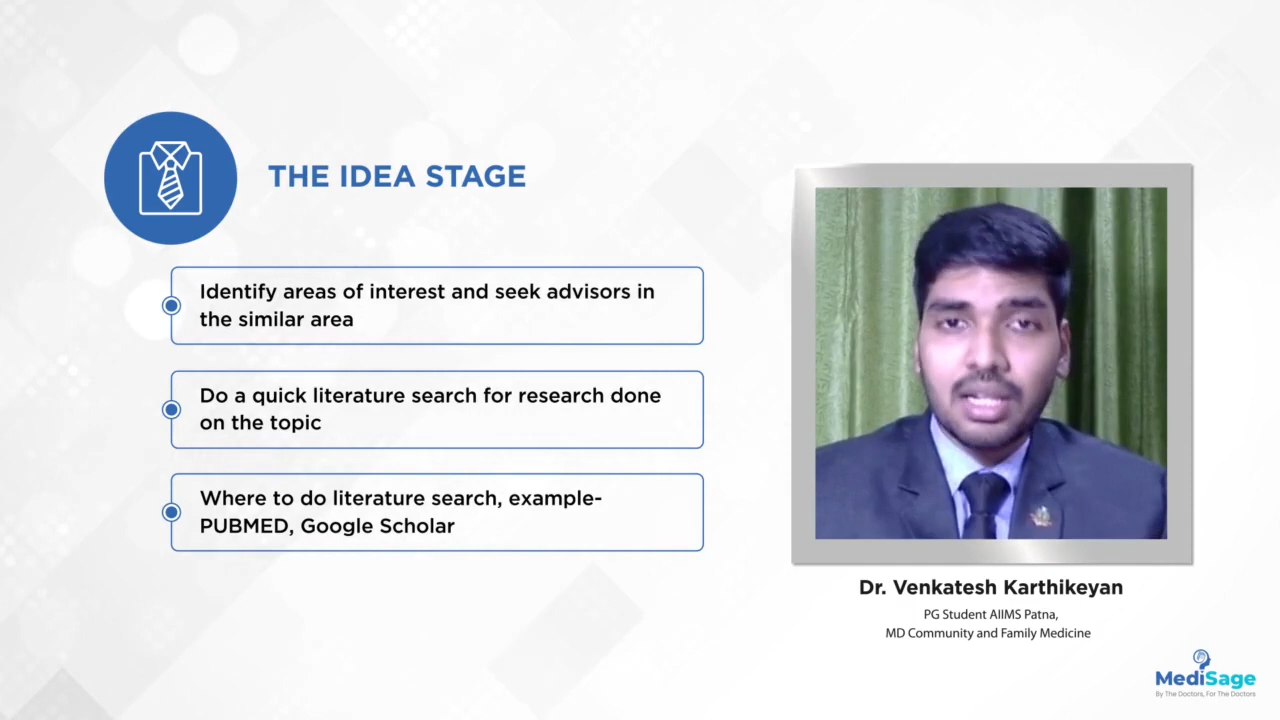 THE IDEA STAGE
Identify areas of interest and seek advisors in
the similar area
Do a quick literature search for research done
on the topic
Where to do literature search, example-
PUBMED, Google Scholar
Dr. Venkatesh Karthikeyan
PG Student AIIMS Patna,
MD Community and Family Medicine
MediSage
By The Doctors, For The Doctors